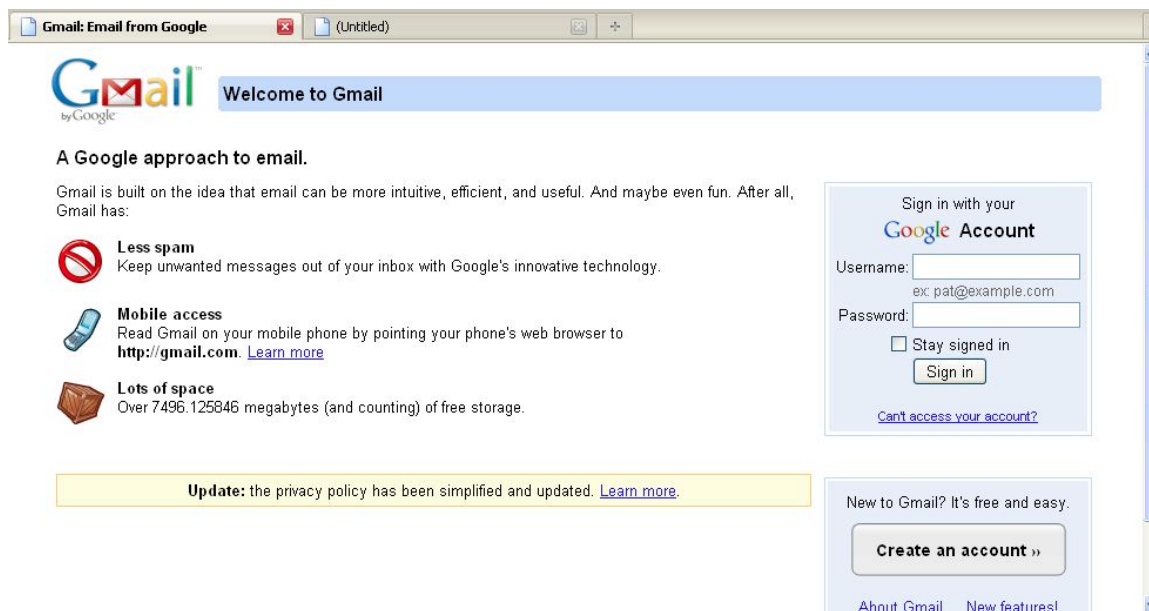 Gmail: Email from Google
(Untitled)
Gmail™
by Google™
Welcome to Gmail
A Google approach to email.
Gmail is built on the idea that email can be more intuitive, efficient, and useful. And maybe even fun. After all,
Gmail has:
Less spam
Keep unwanted messages out of your inbox with Google's innovative technology.
Mobile access
Read Gmail on your mobile phone by pointing your phone's web browser to
http://gmail.com. Learn more
Lots of space
Over 7496.125846 megabytes (and counting) of free storage.
Update: the privacy policy has been simplified and updated. Learn more.
Sign in with your
Google Account
Username:
ex: pat@example.com
Password:
Stay signed in
Sign in
Can't access your account?
New to Gmail? It's free and easy.
Create an account ››
About Gmail New features!